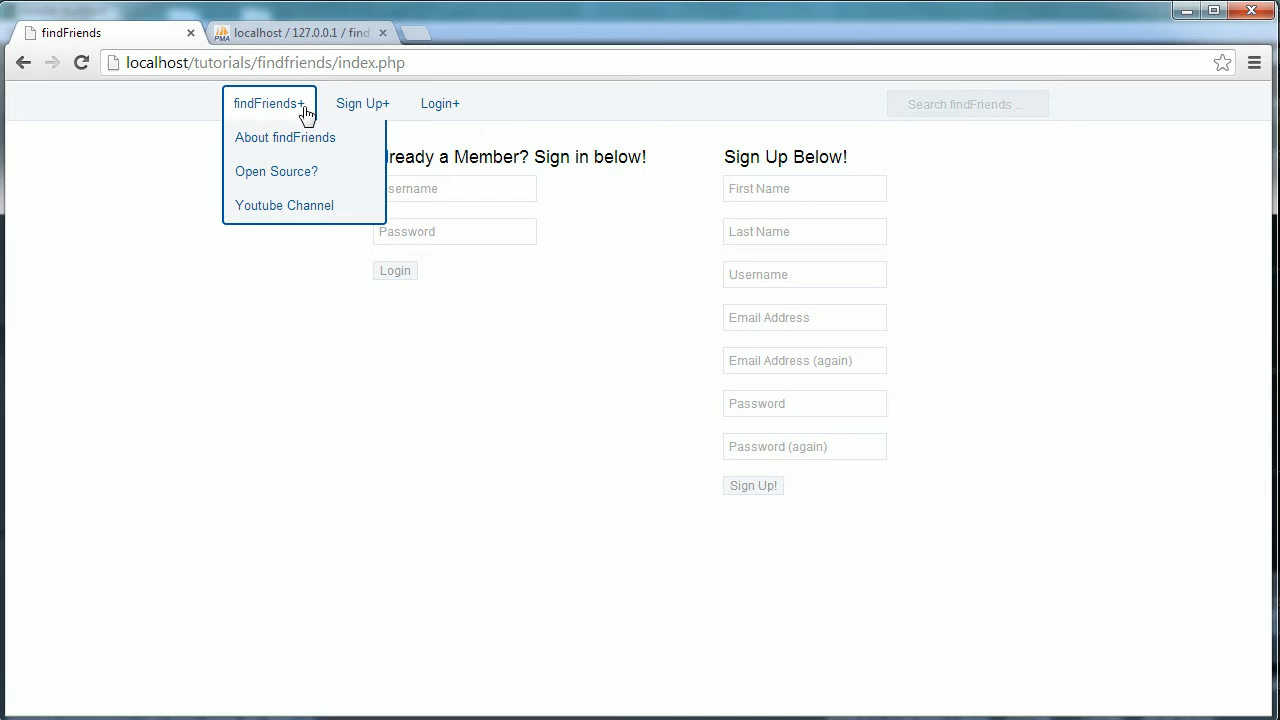 findFriends
localhost / 127.0.0.1 / find
localhost/tutorials/findfriends/index.php
findFriends+ Sign Up+ Login+
Search findFriends ...
About findFriends
Open Source?
Youtube Channel
lready a Member? Sign in below!
sername
Password
Login
Sign Up Below!
First Name
Last Name
Username
Email Address
Email Address (again)
Password
Password (again)
Sign Up!